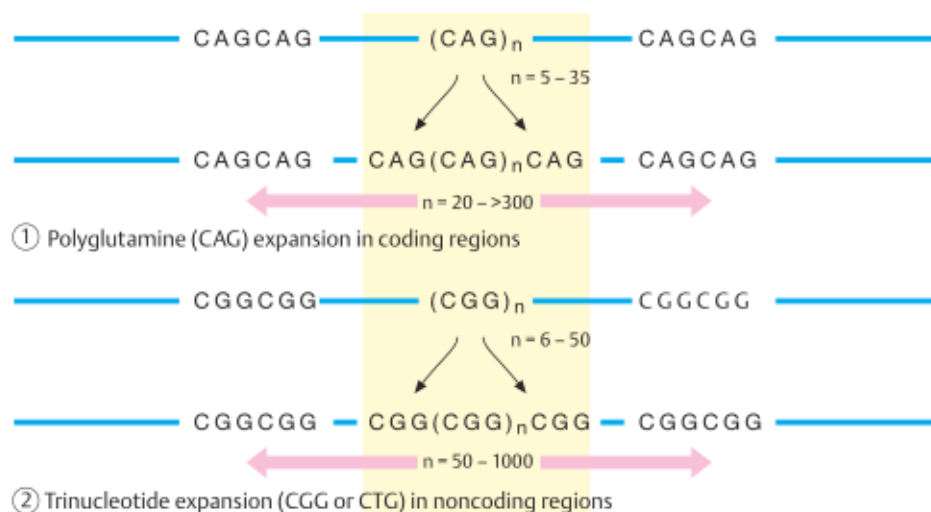 CAGCAG (CAG)n CAGCAG
n = 5 – 35
CAGCAG CAG(CAG)nCAG CAGCAG
n = 20 – >300
① Polyglutamine (CAG) expansion in coding regions
CGGCGG (CGG)n CGGCGG
n = 6 – 50
CGGCGG CGG(CGG)nCGG CGGCGG
n = 50 – 1000
② Trinucleotide expansion (CGG or CTG) in noncoding regions